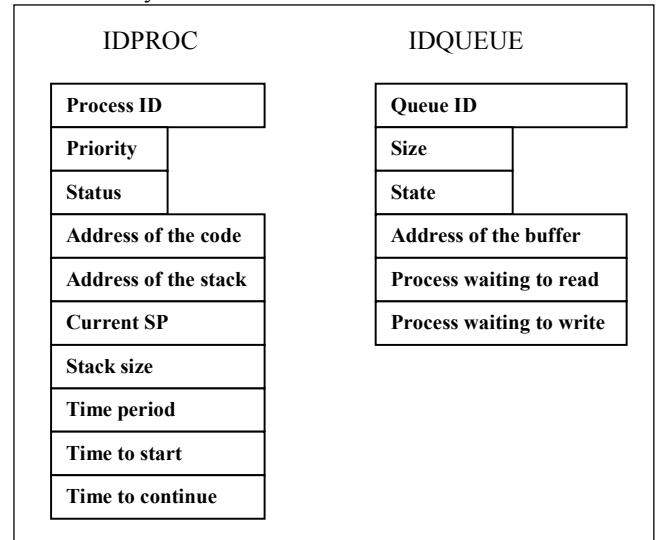 IDPROC
Process ID
Priority
Status
Address of the code
Address of the stack
Current SP
Stack size
Time period
Time to start
Time to continue
IDQUEUE
Queue ID
Size
State
Address of the buffer
Process waiting to read
Process waiting to write